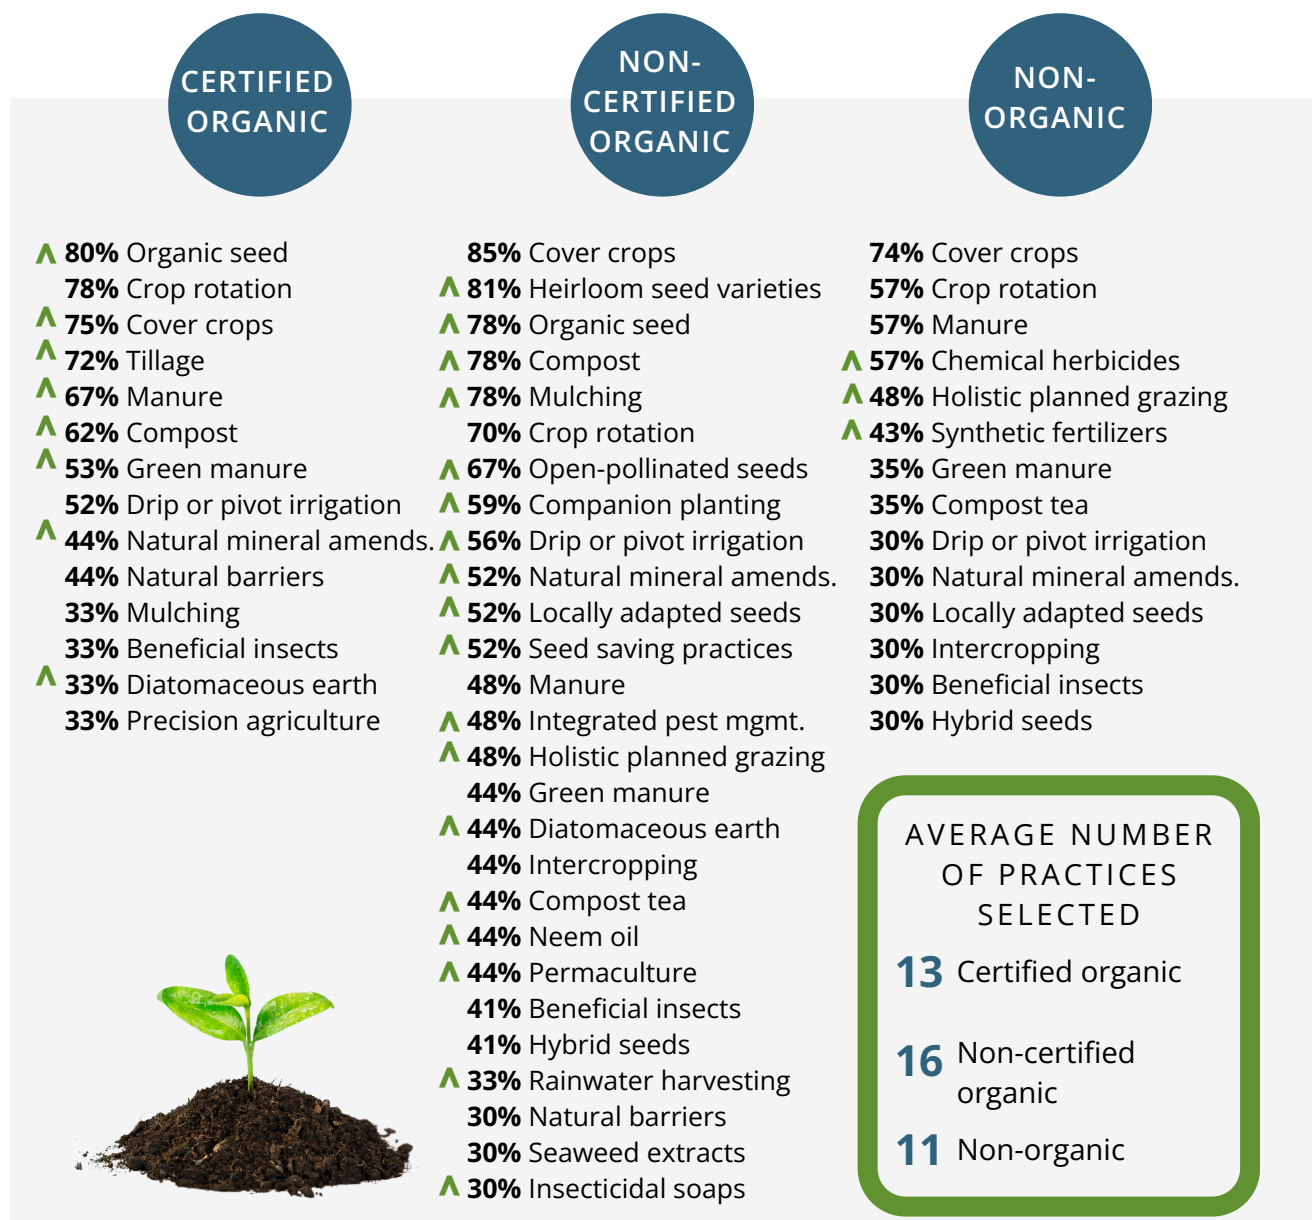 CERTIFIED
ORGANIC
∧ 80% Organic seed
78% Crop rotation
∧ 75% Cover crops
∧ 72% Tillage
∧ 67% Manure
∧ 62% Compost
∧ 53% Green manure
52% Drip or pivot irrigation
∧ 44% Natural mineral amends.
44% Natural barriers
33% Mulching
33% Beneficial insects
∧ 33% Diatomaceous earth
33% Precision agriculture
NON-
CERTIFIED
ORGANIC
85% Cover crops
∧ 81% Heirloom seed varieties
∧ 78% Organic seed
∧ 78% Compost
∧ 78% Mulching
70% Crop rotation
∧ 67% Open-pollinated seeds
∧ 59% Companion planting
∧ 56% Drip or pivot irrigation
∧ 52% Natural mineral amends.
∧ 52% Locally adapted seeds
∧ 52% Seed saving practices
48% Manure
∧ 48% Integrated pest mgmt.
∧ 48% Holistic planned grazing
44% Green manure
∧ 44% Diatomaceous earth
44% Intercropping
∧ 44% Compost tea
∧ 44% Neem oil
∧ 44% Permaculture
41% Beneficial insects
41% Hybrid seeds
∧ 33% Rainwater harvesting
30% Natural barriers
30% Seaweed extracts
∧ 30% Insecticidal soaps
NON-
ORGANIC
74% Cover crops
57% Crop rotation
57% Manure
∧ 57% Chemical herbicides
∧ 48% Holistic planned grazing
∧ 43% Synthetic fertilizers
35% Green manure
35% Compost tea
30% Drip or pivot irrigation
30% Natural mineral amends.
30% Locally adapted seeds
30% Intercropping
30% Beneficial insects
30% Hybrid seeds
AVERAGE NUMBER
OF PRACTICES
SELECTED
13 Certified organic
16 Non-certified
organic
11 Non-organic